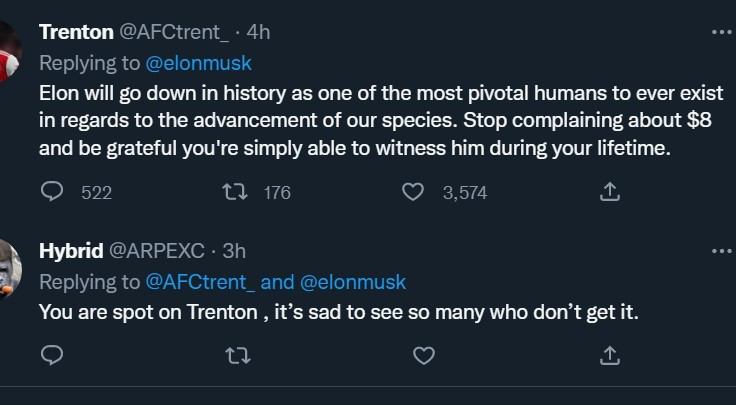 Trenton @AFCtrent_ · 4h
Replying to @elonmusk
Elon will go down in history as one of the most pivotal humans to ever exist
in regards to the advancement of our species. Stop complaining about $8
and be grateful you're simply able to witness him during your lifetime.
522 176 3,574
Hybrid @ARPEXC · 3h
Replying to @AFCtrent_ and @elonmusk
You are spot on Trenton , it’s sad to see so many who don’t get it.